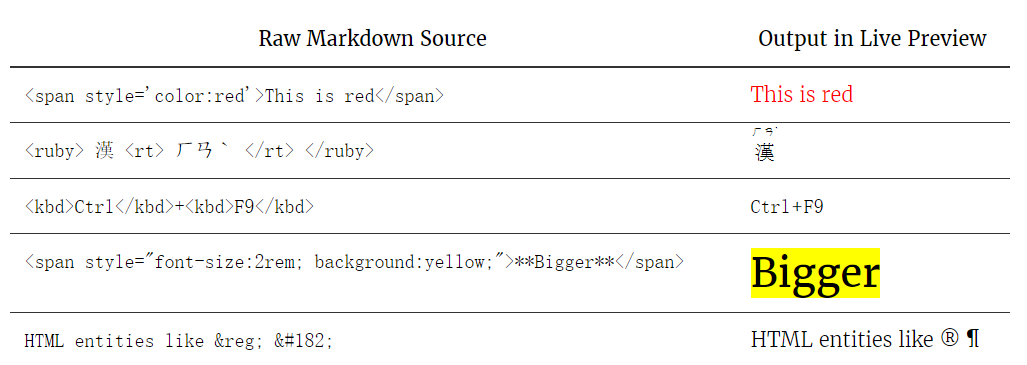 Raw Markdown Source Output in Live Preview
<span style='color:red'>This is red</span> This is red
<ruby> 漢 <rt> ㄏㄢˋ </rt> </ruby> ㄏㄢˋ
漢
<kbd>Ctrl</kbd>+<kbd>F9</kbd> Ctrl+F9
<span style="font-size:2rem; background:yellow;">**Bigger**</span> Bigger
HTML entities like &reg; &#182; HTML entities like ® ¶